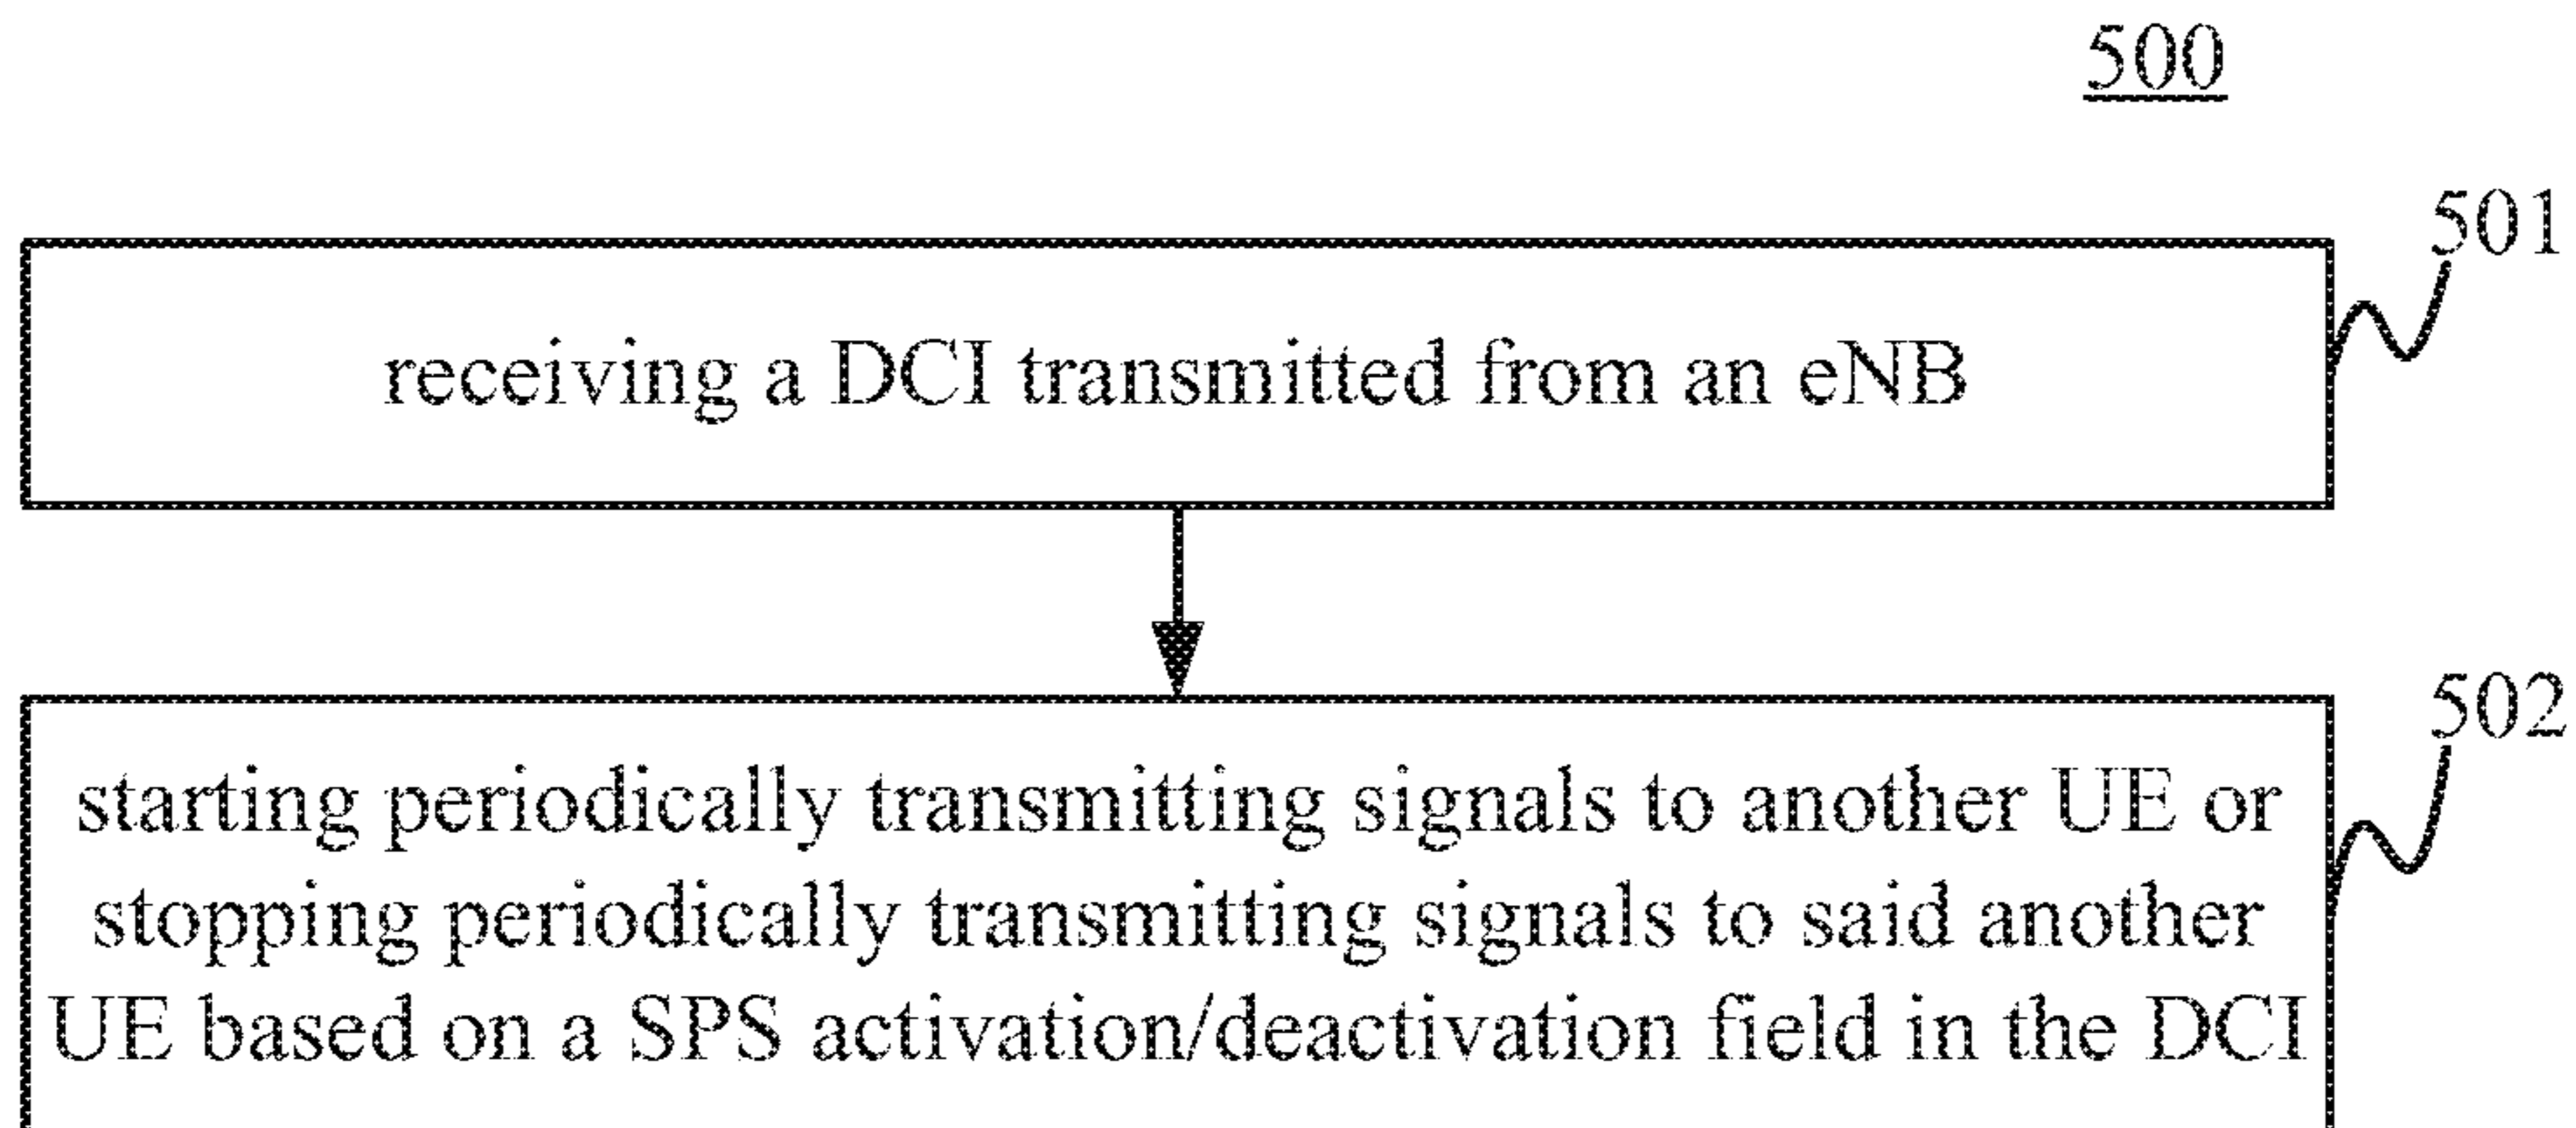 500
501
receiving a DCI transmitted from an eNB
502
starting periodically transmitting signals to another UE or
stopping periodically transmitting signals to said another
UE based on a SPS activation/deactivation field in the DCI